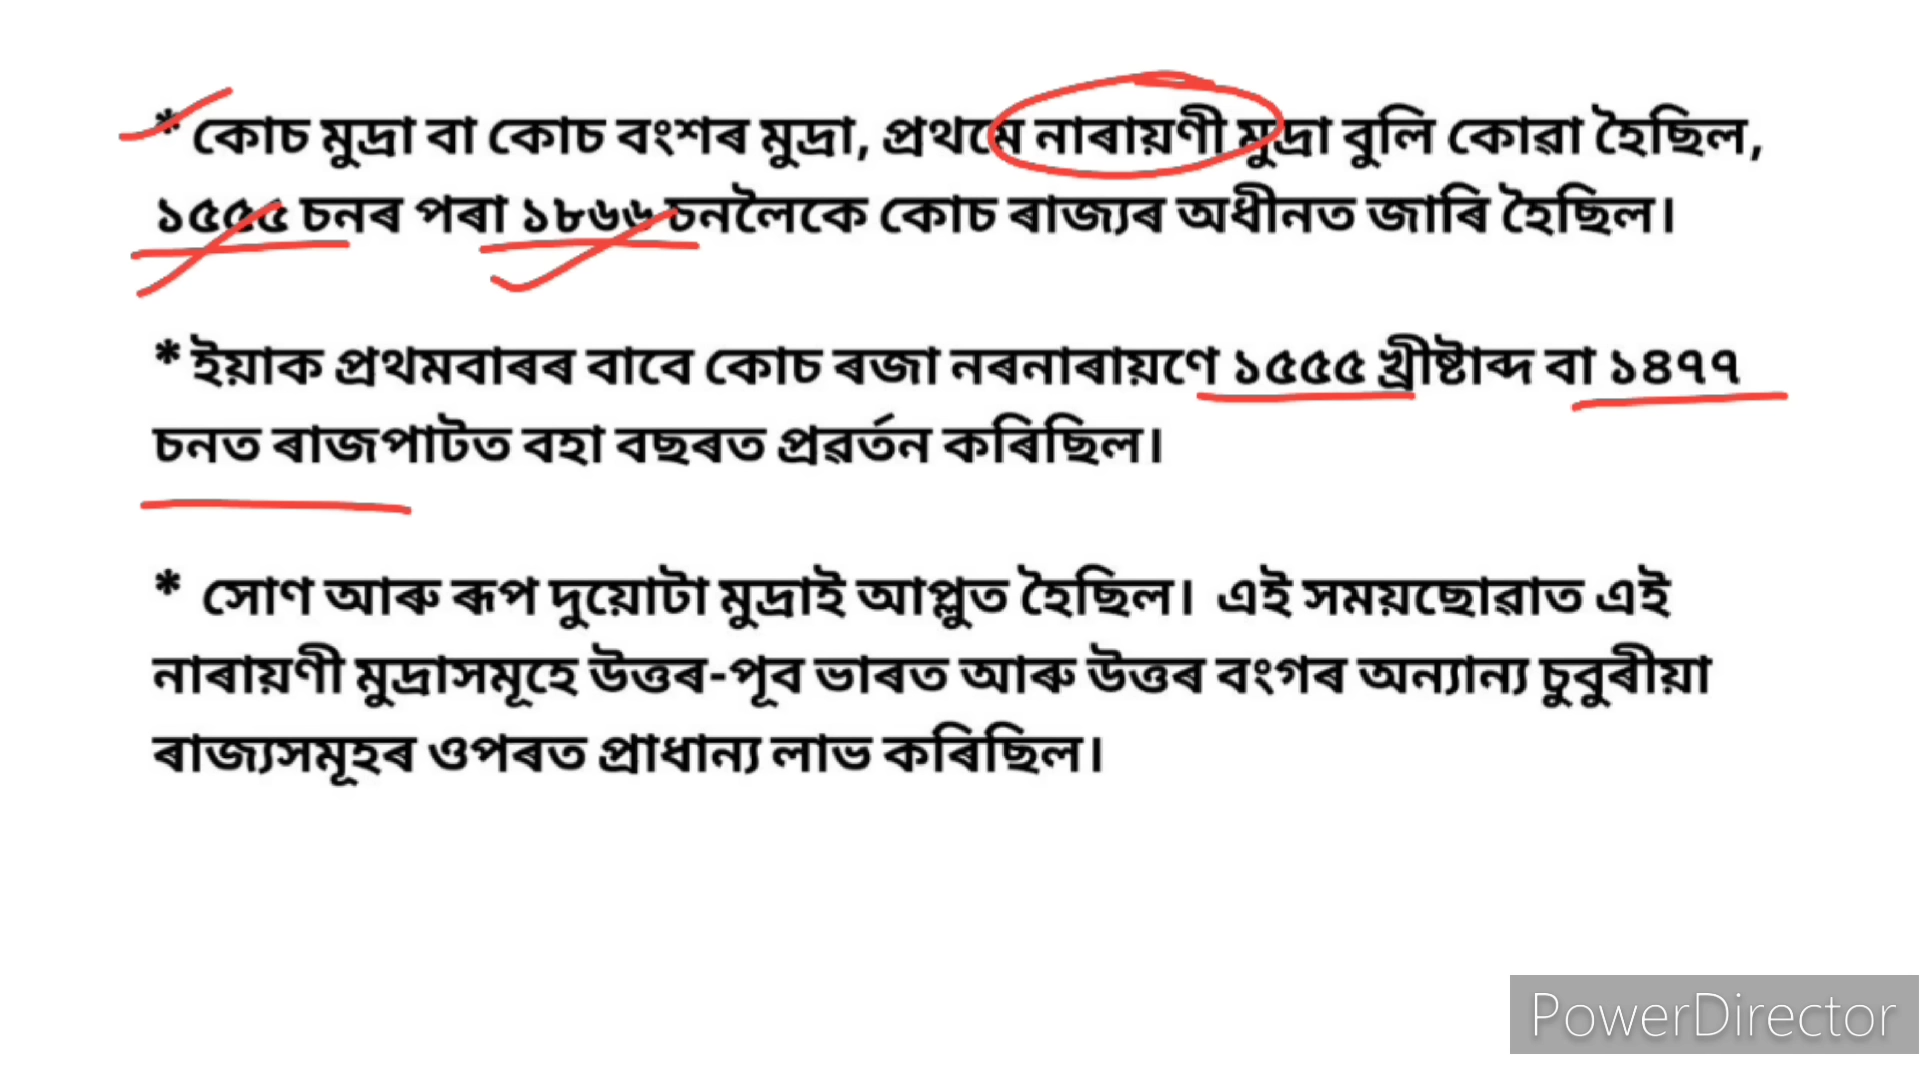 * কোচ মুদ্ৰা বা কোচ বংশৰ মুদ্ৰা, প্ৰথমে নাৰায়ণী মুদ্ৰা বুলি কোৱা হৈছিল,
১৫৫৫ চনৰ পৰা ১৮৬৬ চনলৈকে কোচ ৰাজ্যৰ অধীনত জাৰি হৈছিল।
* ইয়াক প্ৰথমবাৰৰ বাবে কোচ ৰজা নৰনাৰায়ণে ১৫৫৫ খ্ৰীষ্টাব্দ বা ১৪৭৭
চনত ৰাজপাটত বহা বছৰত প্ৰৱৰ্তন কৰিছিল।
* সোণ আৰু ৰূপ দুয়োটা মুদ্ৰাই আপ্লুত হৈছিল। এই সময়ছোৱাত এই
নাৰায়ণী মুদ্ৰাসমূহে উত্তৰ-পূব ভাৰত আৰু উত্তৰ বংগৰ অন্যান্য চুবুৰীয়া
ৰাজ্যসমূহৰ ওপৰত প্ৰাধান্য লাভ কৰিছিল।
PowerDirector